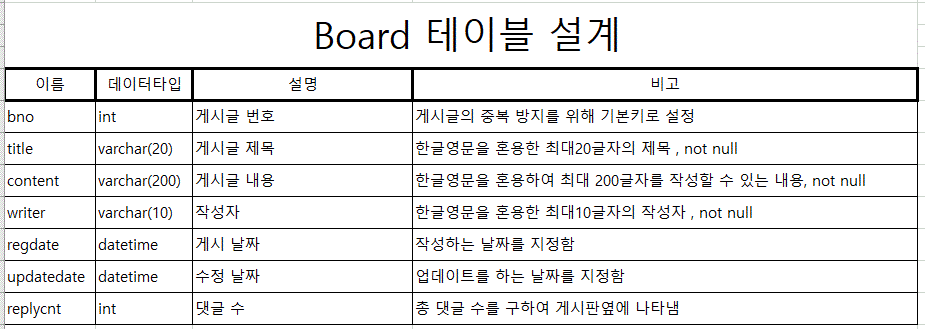 Board 테이블 설계
이름 데이터타입 설명 비고
bno int 게시글 번호 게시글의 중복 방지를 위해 기본키로 설정
title varchar(20) 게시글 제목 한글영문을 혼용한 최대20글자의 제목 , not null
content varchar(200) 게시글 내용 한글영문을 혼용하여 최대 200글자를 작성할 수 있는 내용, not null
writer varchar(10) 작성자 한글영문을 혼용한 최대10글자의 작성자 , not null
regdate datetime 게시 날짜 작성하는 날짜를 지정함
updatedate datetime 수정 날짜 업데이트를 하는 날짜를 지정함
replycnt int 댓글 수 총 댓글 수를 구하여 게시판옆에 나타냄